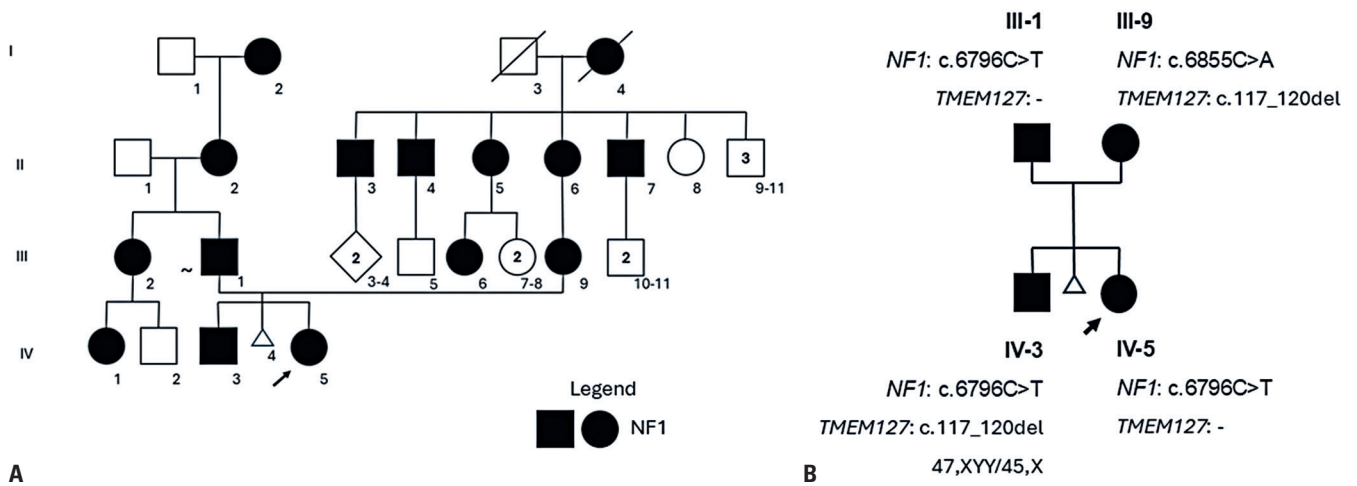 I
1
2
3
4
II
1
2
3
4
5
6
7
8
3
9-11
III
~
2
1
2
3-4
5
6
2
7-8
9
2
10-11
IV
1
2
3
4
5
Legend
NF1
A
III-1 III-9
NF1: c.6796C>T NF1: c.6855C>A
TMEM127: - TMEM127: c.117_120del
IV-3 IV-5
NF1: c.6796C>T NF1: c.6796C>T
TMEM127: c.117_120del TMEM127: -
47,XYY/45,X
B